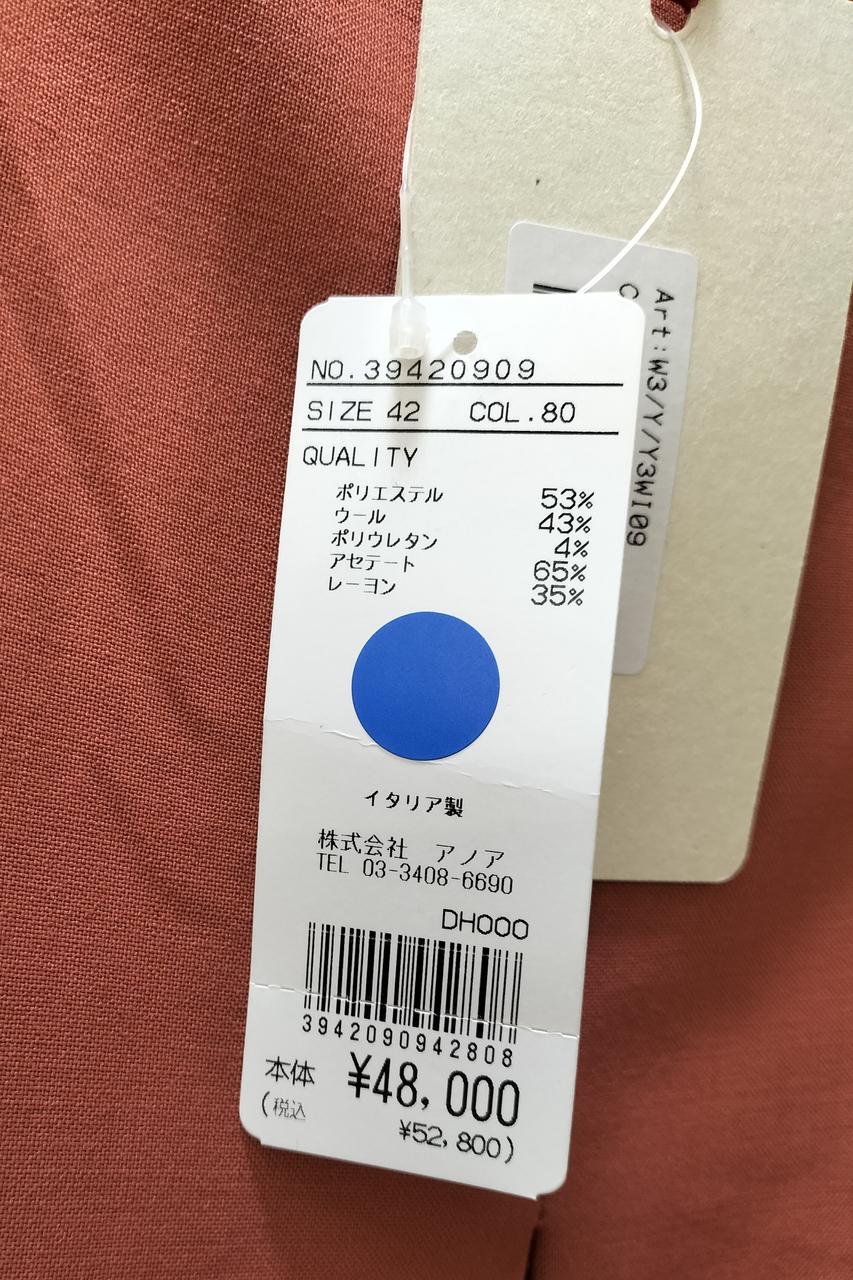 NO.39420909
SIZE 42 COL.80
QUALITY
ポリエステル 53%
ウール 43%
ポリウレタン 4%
アセテート 65%
レーヨン 35%
イタリア製
株式会社 アノア
TEL 03-3408-6690
DH000
3942090942808
本体 ¥48,000
(税込 ¥52,800)
Art:W3/Y/Y3WI09